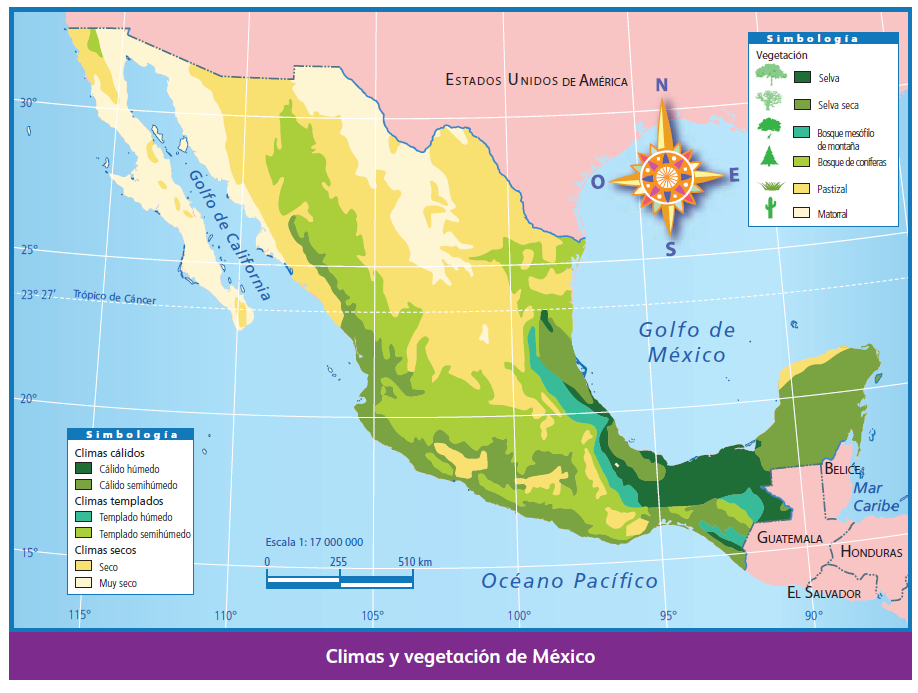 Simbología
Vegetación
Selva
Selva seca
Bosque mesófilo
de montaña
Bosque de coníferas
Pastizal
Matorral
ESTADOS UNIDOS DE AMÉRICA
N
O
E
S
30°
25°
23° 27'
20°
15°
Trópico de Cáncer
Golfo de California
Golfo de
México
Simbología
Climas cálidos
Cálido húmedo
Cálido semihúmedo
Climas templados
Templado húmedo
Templado semihúmedo
Climas secos
Seco
Muy seco
Escala 1: 17 000 000
0 255 510 km
Océano Pacífico
BELICE
Mar
Caribe
GUATEMALA
HONDURAS
EL SALVADOR
115° 110° 105° 100° 95° 90°
Climas y vegetación de México